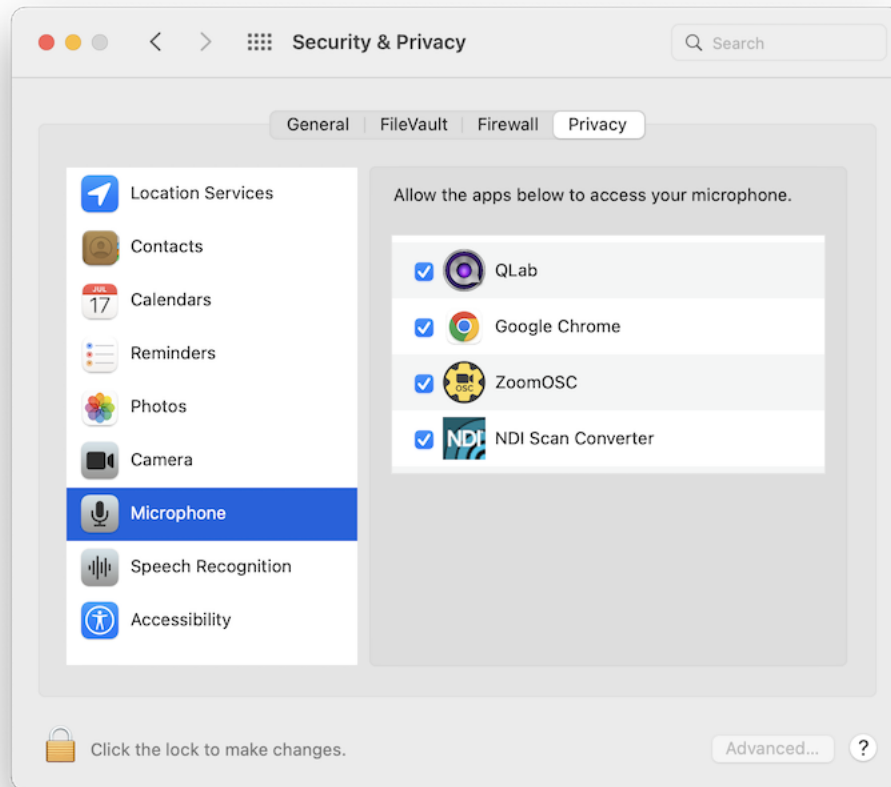 Security & Privacy
Search
General FileVault Firewall Privacy
Location Services
Contacts
JUL
17
Calendars
Reminders
Photos
Camera
Microphone
Speech Recognition
Accessibility
Allow the apps below to access your microphone.
QLab
Google Chrome
OSC
ZoomOSC
NDI
NDI Scan Converter
Click the lock to make changes.
Advanced...
?